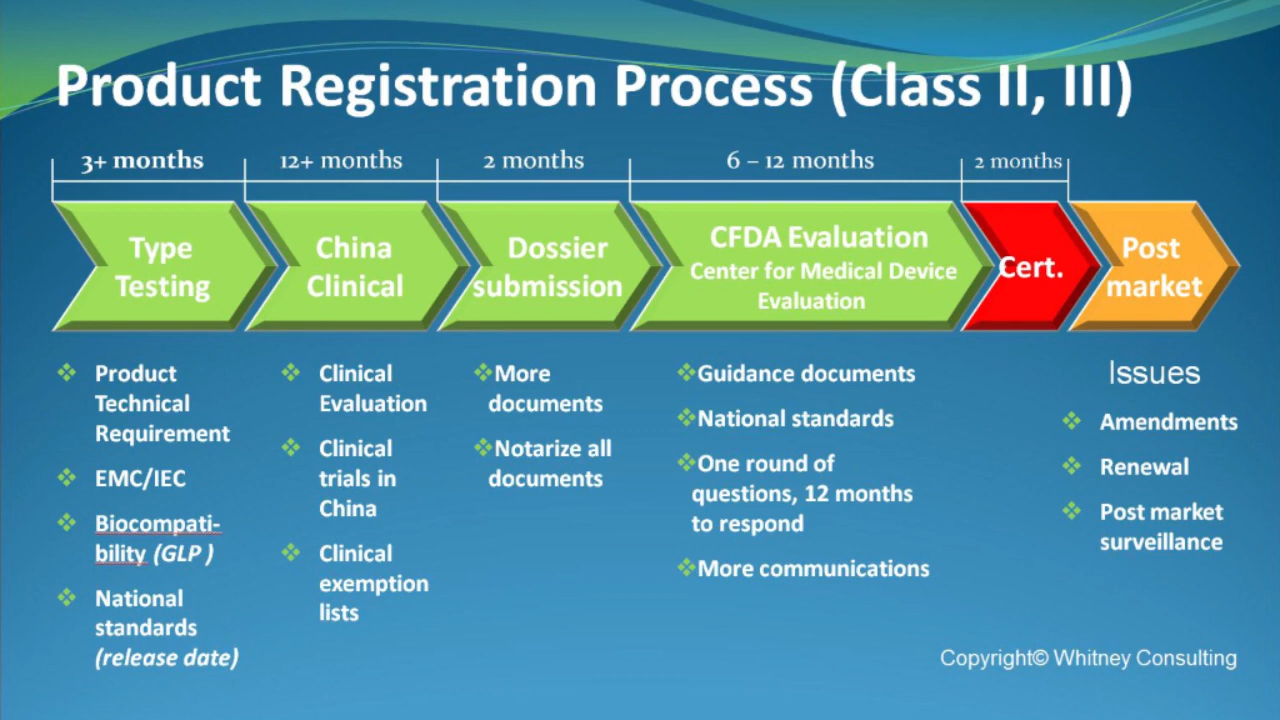 Product Registration Process (Class II, III)
3+ months
12+ months
2 months
6 – 12 months
2 months
Type
Testing
China
Clinical
Dossier
submission
CFDA Evaluation
Center for Medical Device
Evaluation
Cert.
Post
market
Product
Technical
Requirement
EMC/IEC
Biocompati-
bility (GLP )
National
standards
(release date)
Clinical
Evaluation
Clinical
trials in
China
Clinical
exemption
lists
More
documents
Notarize all
documents
Guidance documents
National standards
One round of
questions, 12 months
to respond
More communications
Issues
Amendments
Renewal
Post market
surveillance
Copyright© Whitney Consulting